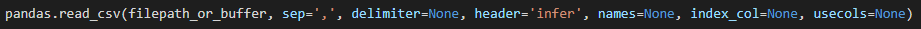 pandas.read_csv(filepath_or_buffer, sep=',', delimiter=None, header='infer', names=None, index_col=None, usecols=None)